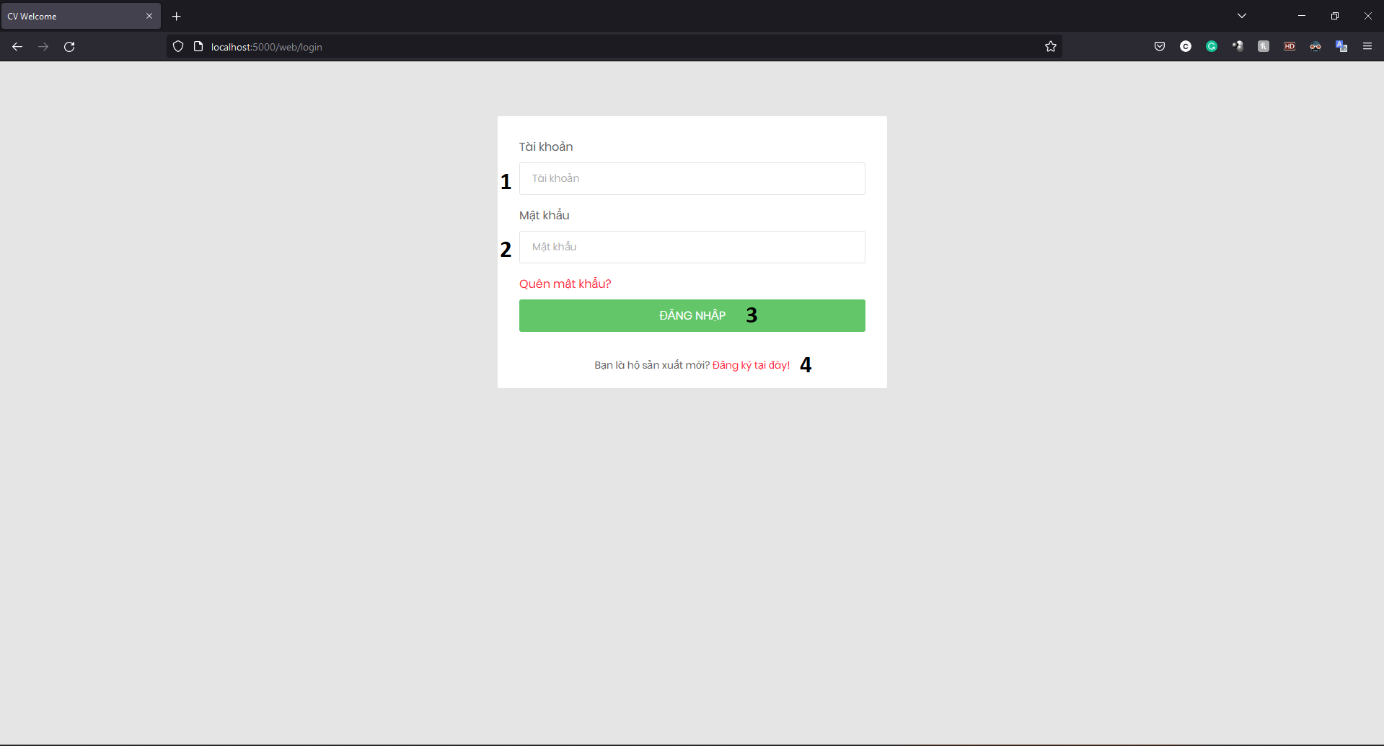 CV Welcome
localhost:5000/web/login
Tài khoản
1 Tài khoản
Mật khẩu
2 Mật khẩu
Quên mât khẩu?
ĐĂNG NHẬP 3
Bạn là hộ sản xuất mới? Đăng ký tại đây! 4